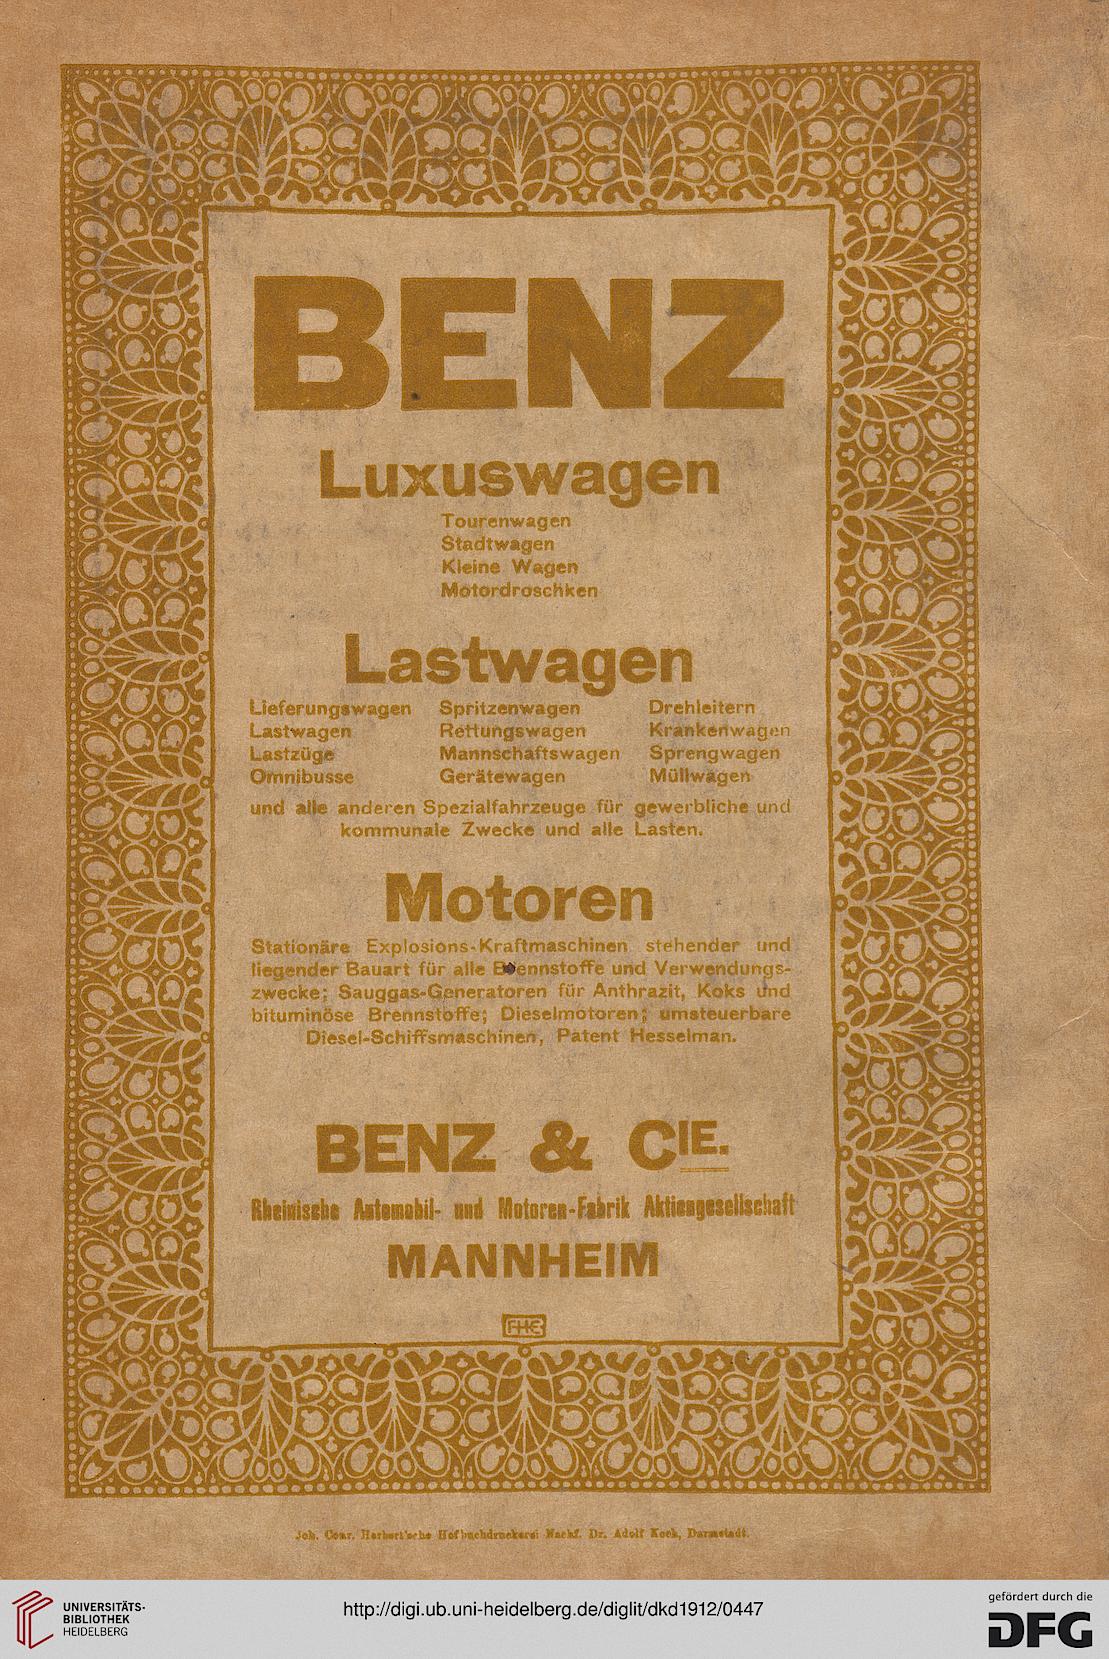 BENZ
Luxuswagen
Tourenwagen
Stadtwagen
Kleine Wagen
Motordroschken
Lastwagen
Lieferungswagen Spritzenwagen Drehleitern
Lastwagen Rettungswagen Krankenwagen
Lastzüge Mannschaftswagen Sprengwagen
Omnibusse Gerätewagen Müllwagen
und alle anderen Spezialfahrzeuge für gewerbliche und
kommunale Zwecke und alle Lasten.
Motoren
Stationäre Explosions-Kraftmaschinen stehender und
liegender Bauart für alle Brennstoffe und Verwendungs-
zwecke; Sauggas-Generatoren für Anthrazit, Koks und
bituminöse Brennstoffe; Dieselmotoren; umsteuerbare
Diesel-Schiffsmaschinen, Patent Hesselman.
BENZ & CIE.
Rheinische Automobil- und Motoren-Fabrik Aktiengesellschaft
MANNHEIM
FHE
Joh. Conr. Herbert'sche Hofbuchdruckerei Nachf. Dr. Adolf Koch, Darmstadt.
UNIVERSITÄTS-
BIBLIOTHEK
HEIDELBERG
http://digi.ub.uni-heidelberg.de/diglit/dkd1912/0447
gefördert durch die
DFG